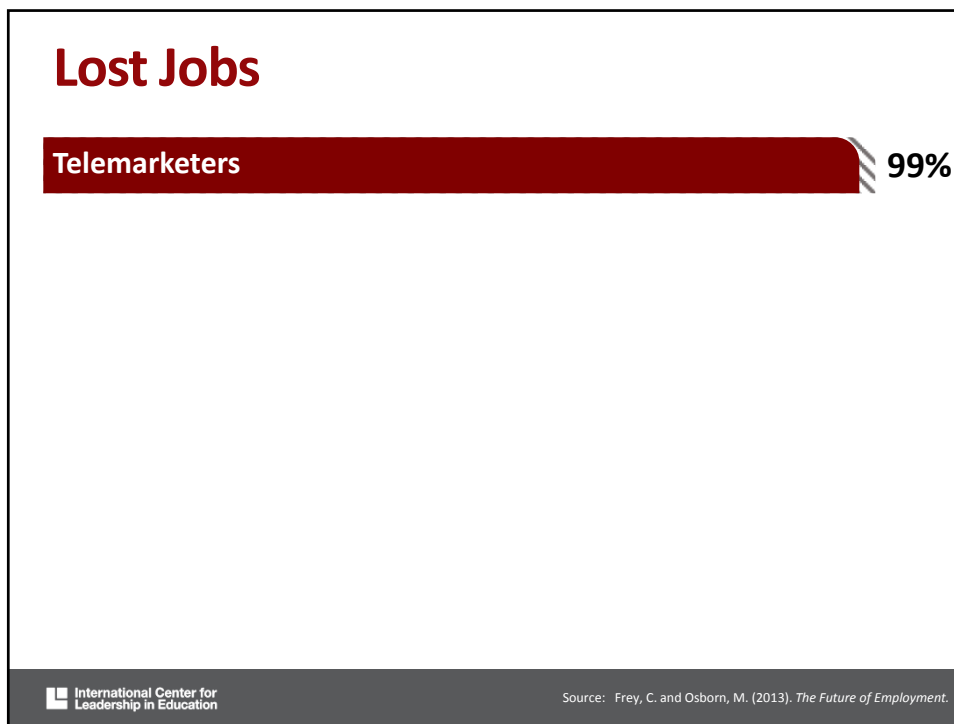 Lost Jobs
Telemarketers
99%
International Center for
Leadership in Education
Source: Frey, C. and Osborn, M. (2013). The Future of Employment.